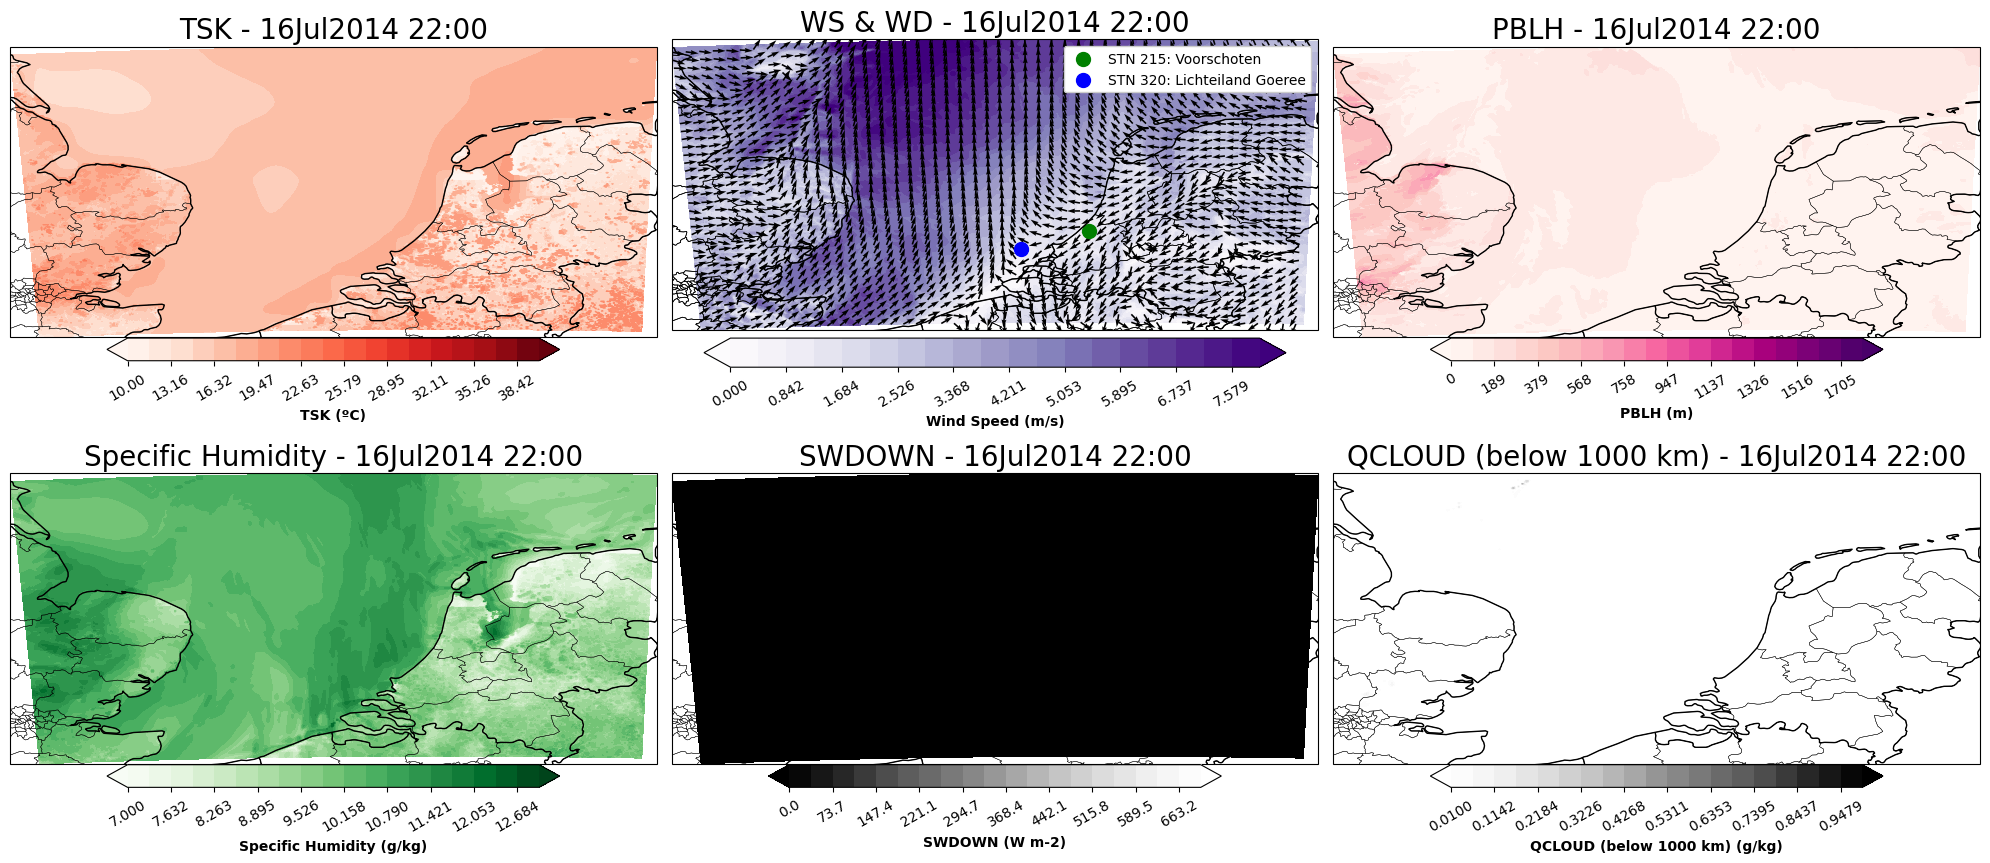 TSK - 16Jul2014 22:00
WS & WD - 16Jul2014 22:00
PBLH - 16Jul2014 22:00
STN 215: Voorschoten
STN 320: Lichteiland Goeree
10.00 13.16 16.32 19.47 22.63 25.79 28.95 32.11 35.26 38.42
TSK (ºC)
0.000 0.842 1.684 2.526 3.368 4.211 5.053 5.895 6.737 7.579
Wind Speed (m/s)
0 189 379 568 758 947 1137 1326 1516 1705
PBLH (m)
Specific Humidity - 16Jul2014 22:00
SWDOWN - 16Jul2014 22:00
QCLOUD (below 1000 km) - 16Jul2014 22:00
7.000 7.632 8.263 8.895 9.526 10.158 10.790 11.421 12.053 12.684
Specific Humidity (g/kg)
0.0 73.7 147.4 221.1 294.7 368.4 442.1 515.8 589.5 663.2
SWDOWN (W m-2)
0.0100 0.1142 0.2184 0.3226 0.4268 0.5311 0.6353 0.7395 0.8437 0.9479
QCLOUD (below 1000 km) (g/kg)